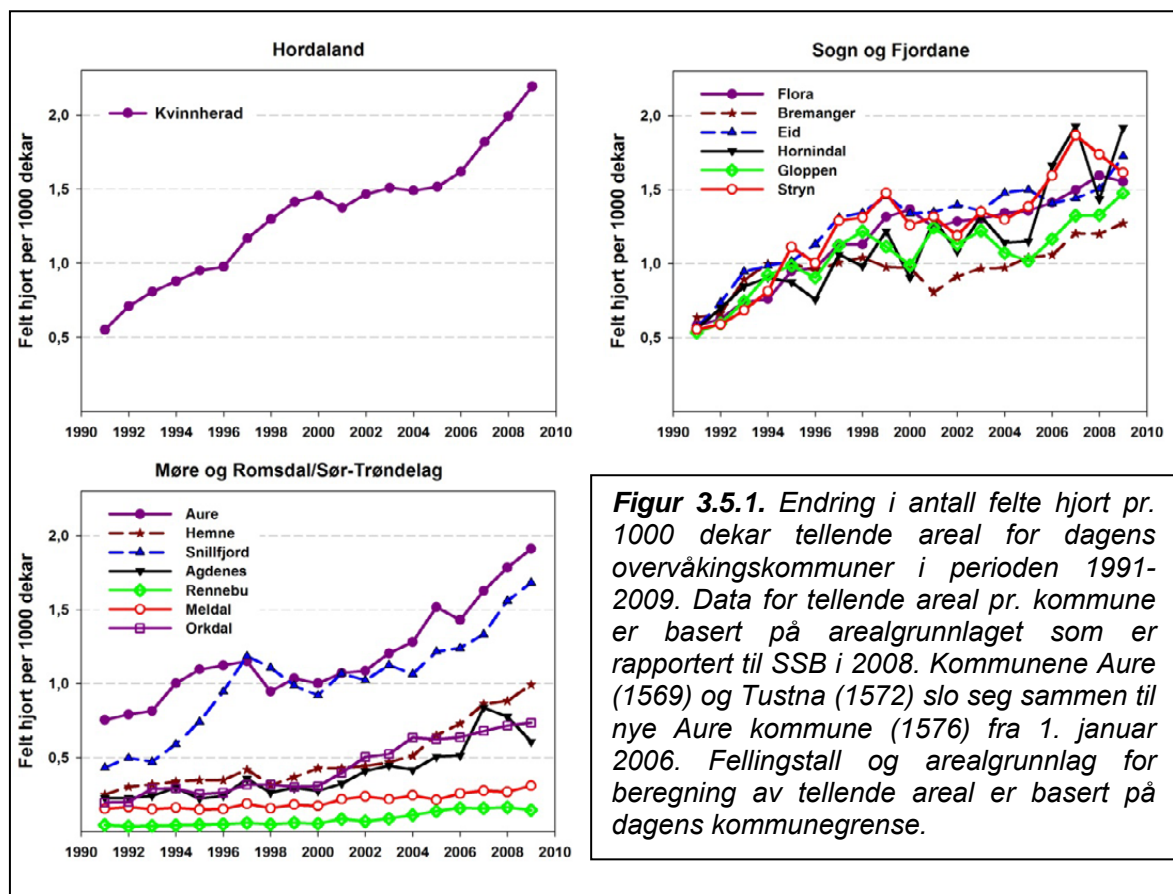 Hordaland
Felt hjort per 1000 dekar
2,0
1,5
1,0
0,5
Kvinnherad
1990 1992 1994 1996 1998 2000 2002 2004 2006 2008 2010
Sogn og Fjordane
Felt hjort per 1000 dekar
2,0
1,5
1,0
0,5
Flora
Bremanger
Eid
Hornindal
Gloppen
Stryn
1990 1992 1994 1996 1998 2000 2002 2004 2006 2008 2010
Møre og Romsdal/Sør-Trøndelag
Felt hjort per 1000 dekar
2,0
1,5
1,0
0,5
Aure
Hemne
Snillfjord
Agdenes
Rennebu
Meldal
Orkdal
1990 1992 1994 1996 1998 2000 2002 2004 2006 2008 2010
Figur 3.5.1. Endring i antall felte hjort pr.
1000 dekar tellende areal for dagens
overvåkingskommuner i perioden 1991-
2009. Data for tellende areal pr. kommune
er basert på arealgrunnlaget som er
rapportert til SSB i 2008. Kommunene Aure
(1569) og Tustna (1572) slo seg sammen til
nye Aure kommune (1576) fra 1. januar
2006. Fellingstall og arealgrunnlag for
beregning av tellende areal er basert på
dagens kommunegrense.